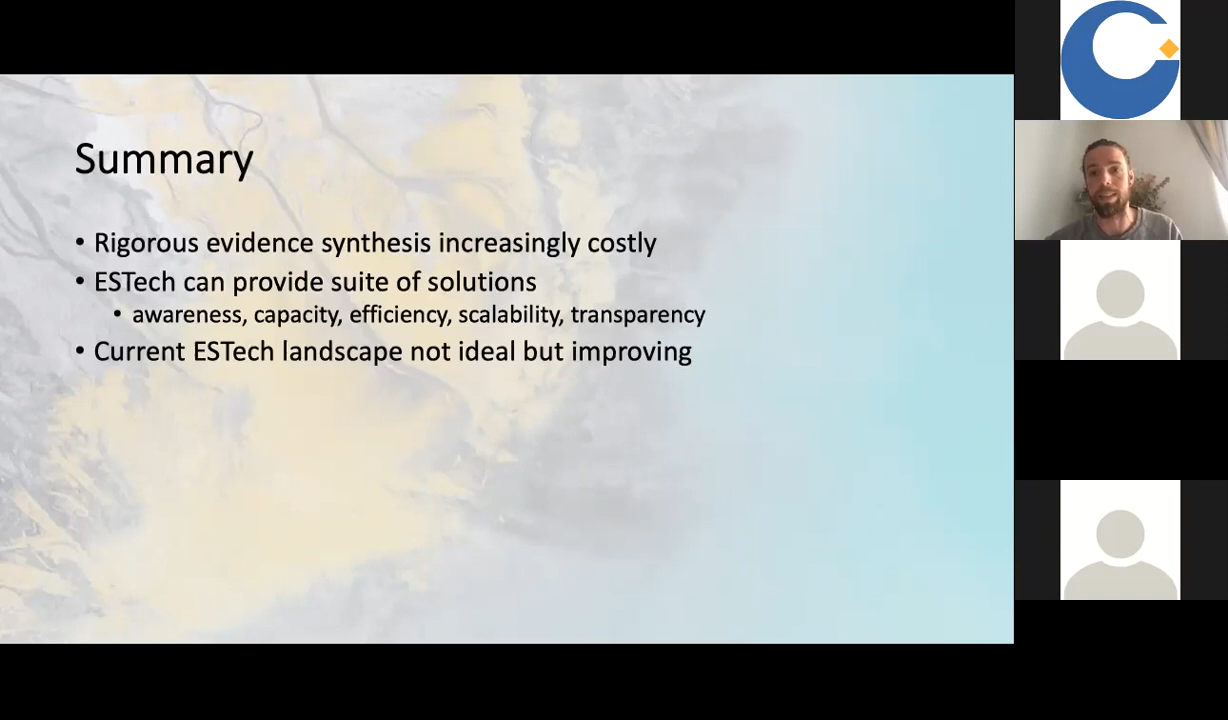 Summary
• Rigorous evidence synthesis increasingly costly
• ESTech can provide suite of solutions
• awareness, capacity, efficiency, scalability, transparency
• Current ESTech landscape not ideal but improving